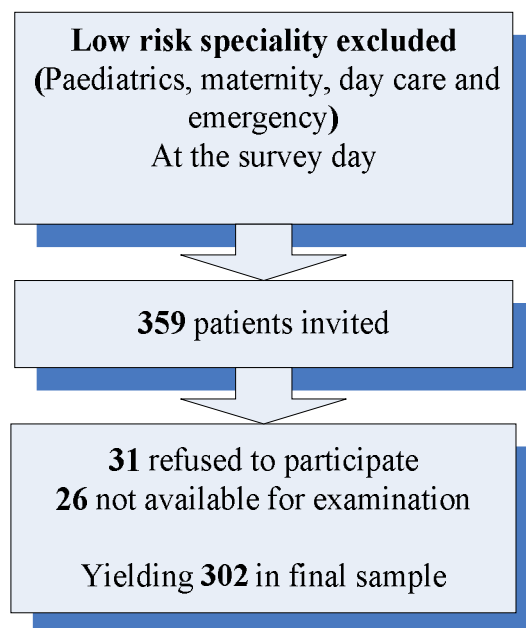 Low risk speciality excluded
(Paediatrics, maternity, day care and
emergency)
At the survey day
359 patients invited
31 refused to participate
26 not available for examination
Yielding 302 in final sample